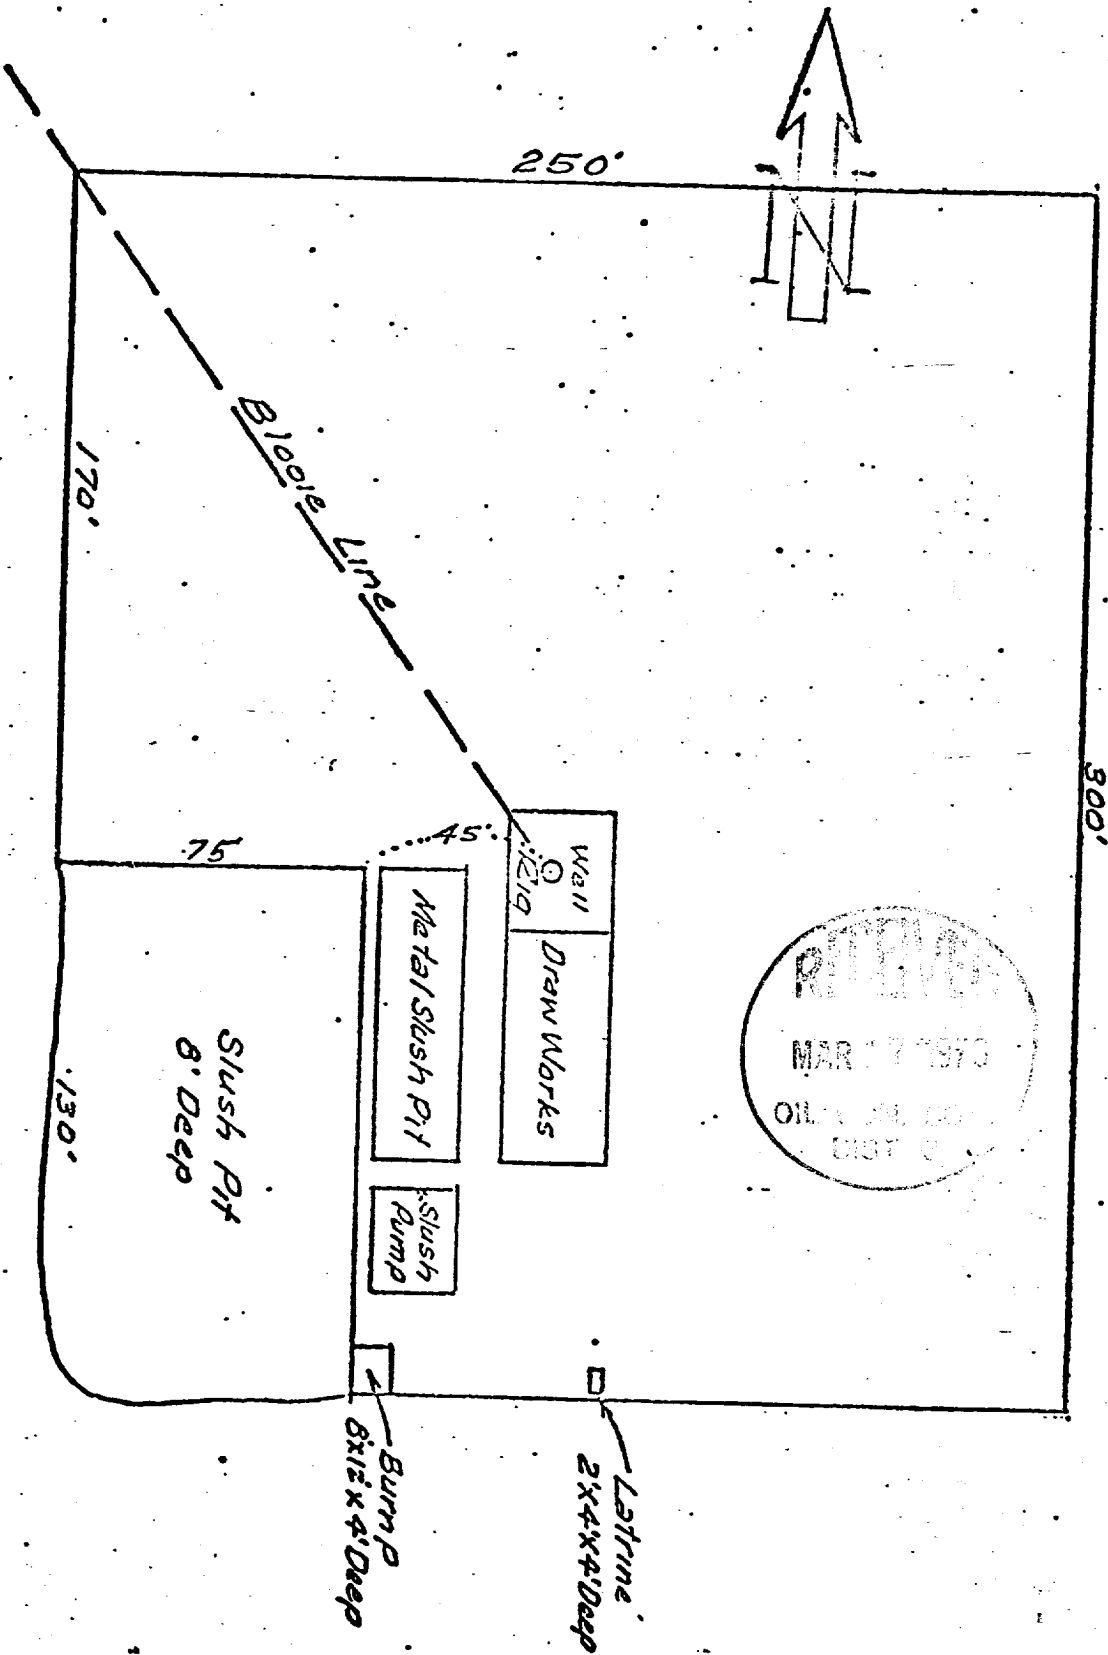 250'
N
300'
170'
Blooie Line
75'
45'
Well
Rig
Draw Works
Metal Slush Pit
Slush
Pump
Slush Pit
8' Deep
130'
Burn P
8'x12'x4' Deep
Latrine
2'x4'x4' Deep
MAR
OIL
DIST